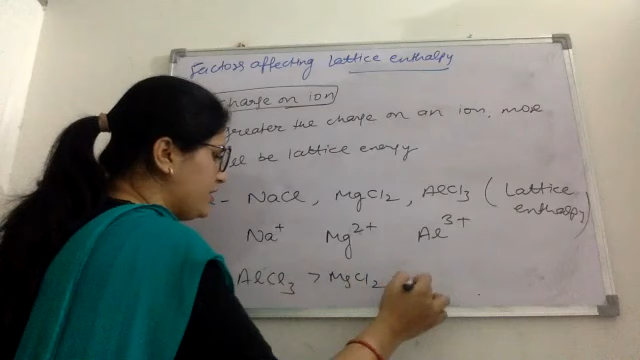 Factors affecting Lattice enthalpy
charge on ion
greater the charge on an ion. more
be lattice energy
- NaCl, MgCl2, AlCl3 (Lattice enthalpy)
Na+ Mg2+ Al3+
AlCl3 > MgCl2